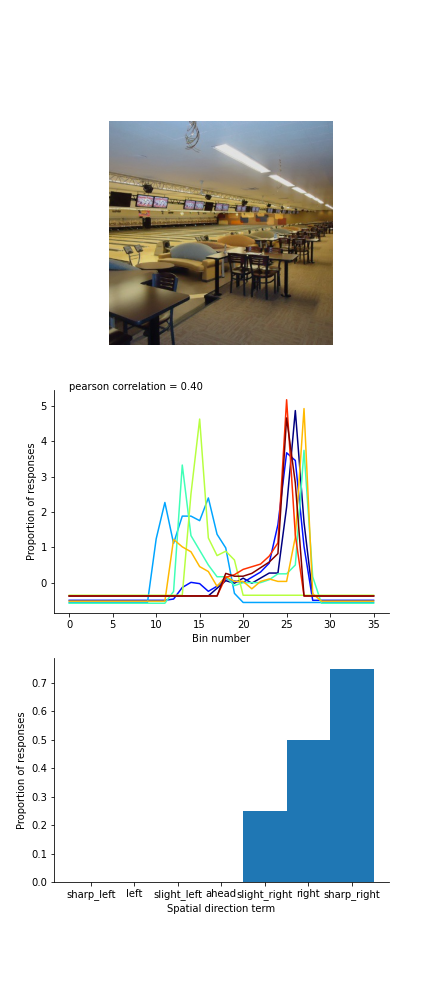 pearson correlation = 0.40
Proportion of responses
5
4
3
2
1
0
0 5 10 15 20 25 30 35
Bin number
Proportion of responses
0.7
0.6
0.5
0.4
0.3
0.2
0.1
0.0
sharp_left left slight_left ahead slight_right right sharp_right
Spatial direction term